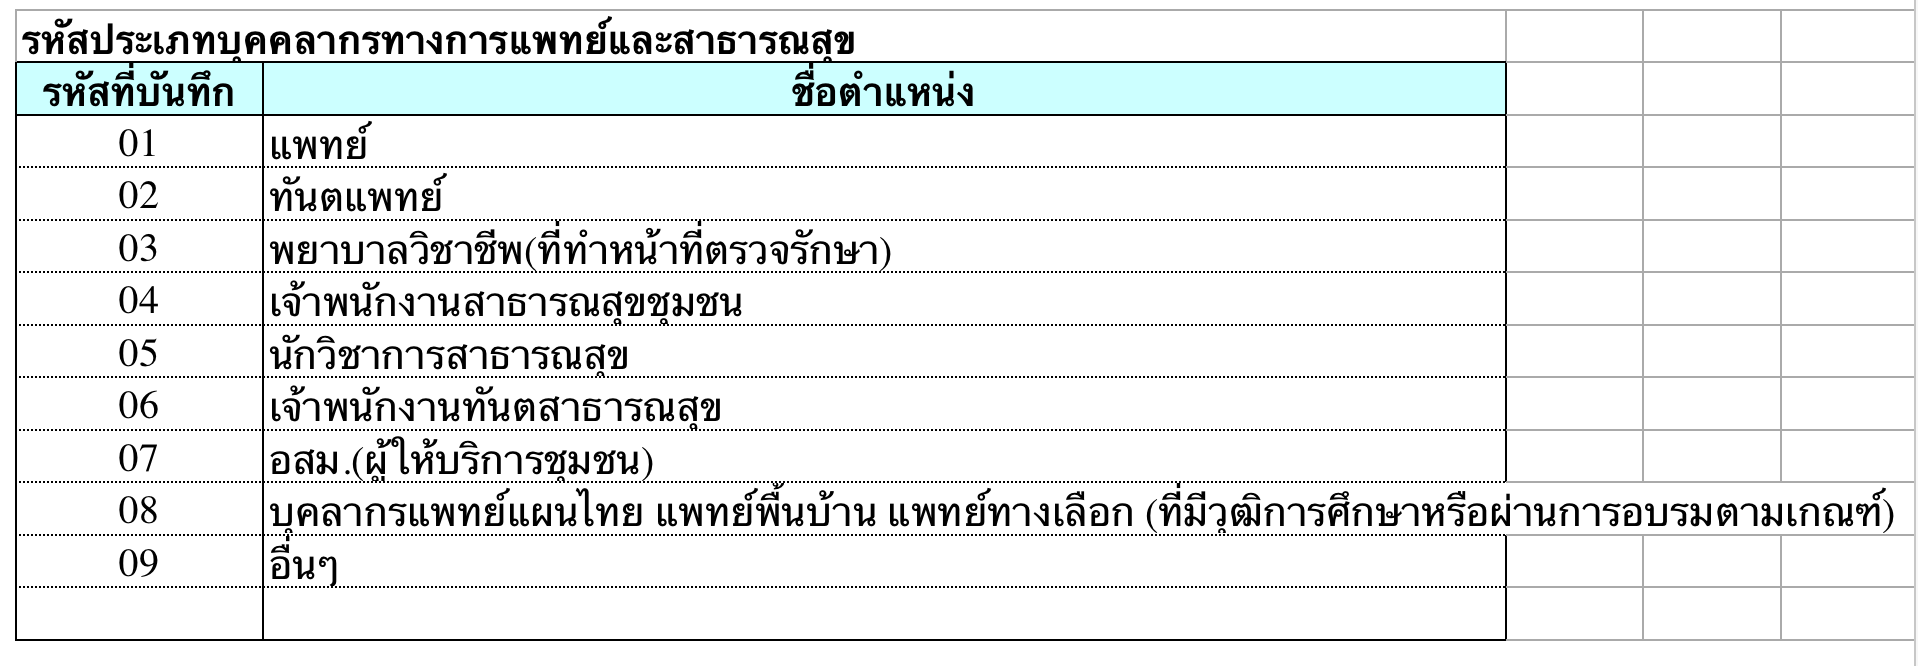 รหัสประเภทบุคคลากรทางการแพทย์และสาธารณสุข
รหัสที่บันทึก ชื่อตำแหน่ง
01 แพทย์
02 ทันตแพทย์
03 พยาบาลวิชาชีพ(ที่ทำหน้าที่ตรวจรักษา)
04 เจ้าพนักงานสาธารณสุขชุมชน
05 นักวิชาการสาธารณสุข
06 เจ้าพนักงานทันตสาธารณสุข
07 อสม.(ผู้ให้บริการชุมชน)
08 บุคลากรแพทย์แผนไทย แพทย์พื้นบ้าน แพทย์ทางเลือก (ที่มีวุฒิการศึกษาหรือผ่านการอบรมตามเกณฑ์)
09 อื่นๆ